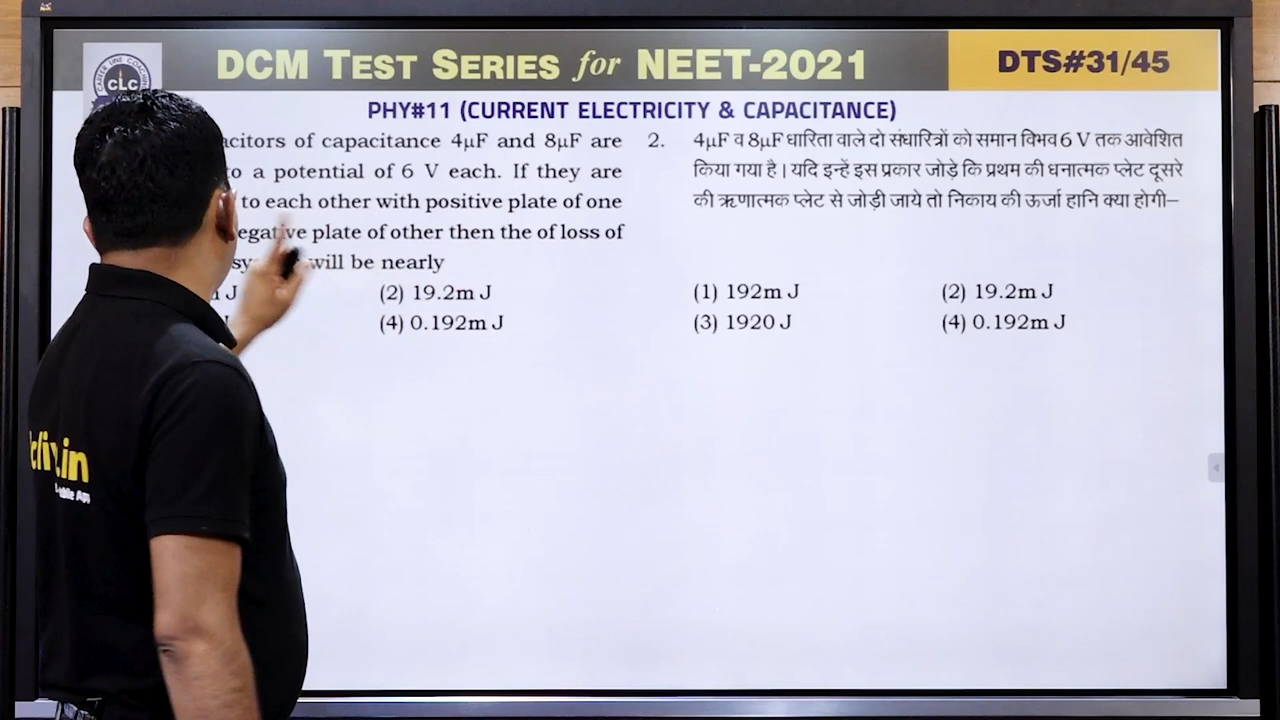 DCM TEST SERIES for NEET-2021
DTS#31/45
CLC
PHY#11 (CURRENT ELECTRICITY & CAPACITANCE)
of capacitance 4μF and 8μF are
a potential of 6 V each. If they are
to each other with positive plate of one
plate of other then the of loss of
will be nearly
J
(2) 19.2m J
(4) 0.192m J
2. 4μF व 8μF धारिता वाले दो संधारित्रों को समान विभव 6 V तक आवेशित
किया गया है। यदि इन्हें इस प्रकार जोड़े कि प्रथम की धनात्मक प्लेट दूसरे
की ऋणात्मक प्लेट से जोड़ी जाये तो निकाय की ऊर्जा हानि क्या होगी–
(1) 192m J (2) 19.2m J
(3) 1920 J (4) 0.192m J